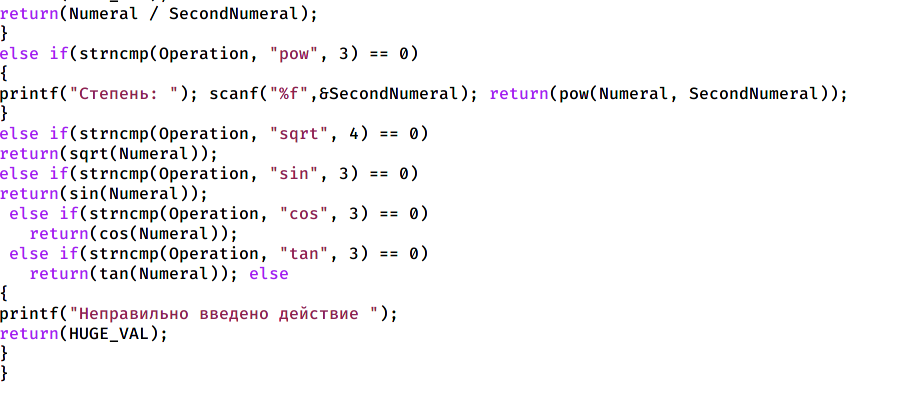 return(Numeral / SecondNumeral);
}
else if(strncmp(Operation, "pow", 3) == 0)
{
printf("Степень: "); scanf("%f",&SecondNumeral); return(pow(Numeral, SecondNumeral));
}
else if(strncmp(Operation, "sqrt", 4) == 0)
return(sqrt(Numeral));
else if(strncmp(Operation, "sin", 3) == 0)
return(sin(Numeral));
 else if(strncmp(Operation, "cos", 3) == 0)
   return(cos(Numeral));
 else if(strncmp(Operation, "tan", 3) == 0)
   return(tan(Numeral)); else
{
printf("Неправильно введено действие ");
return(HUGE_VAL);
}
}